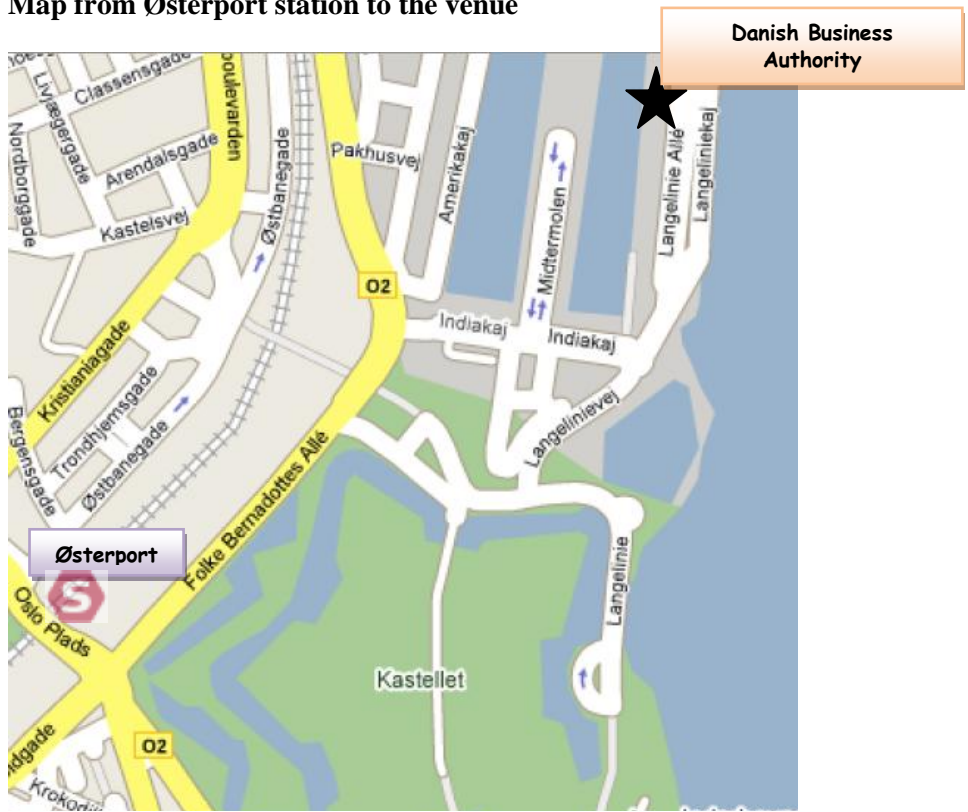 Map from Østerport station to the venue
Danish Business
Authority
Classensgade
Livjægergade
Nordborggade
Arendalsgade
Kastelsvej
Østbanegade
Pakhusvej
Amerikakaj
Midtermolen
Langelinie Allé
Langeliniekaj
O2
Indiakaj
Indiakaj
Kristianiagade
Trondhjemsgade
Østbanegade
Bergensgade
Langelinievej
Folke Bernadottes Allé
Østerport
S
Oslo Plads
Langelinie
Kastellet
O2